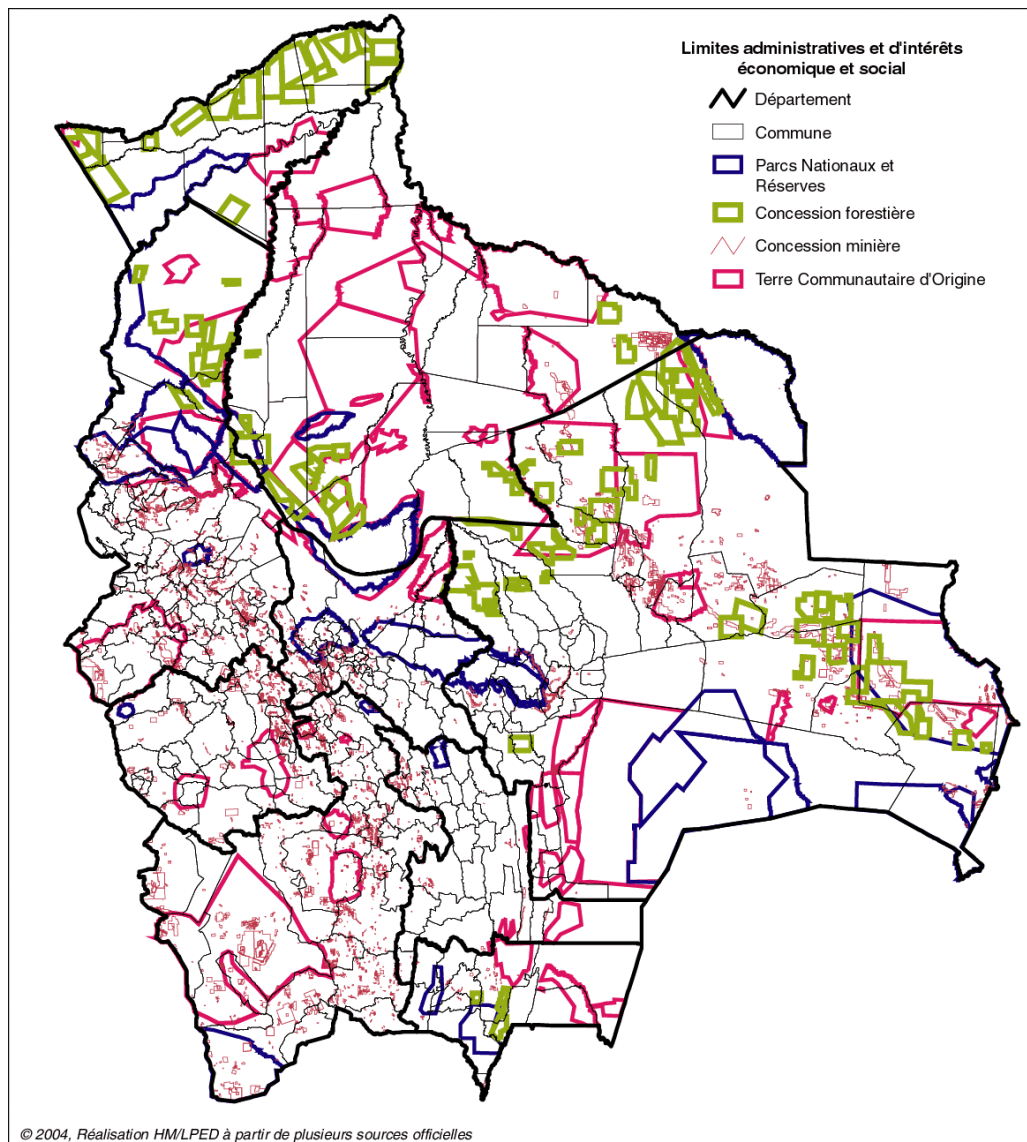 Limites administratives et d'intérêts
économique et social
Département
Commune
Parcs Nationaux et
Réserves
Concession forestière
Concession minière
Terre Communautaire d'Origine
© 2004, Réalisation HM/LPED à partir de plusieurs sources officielles